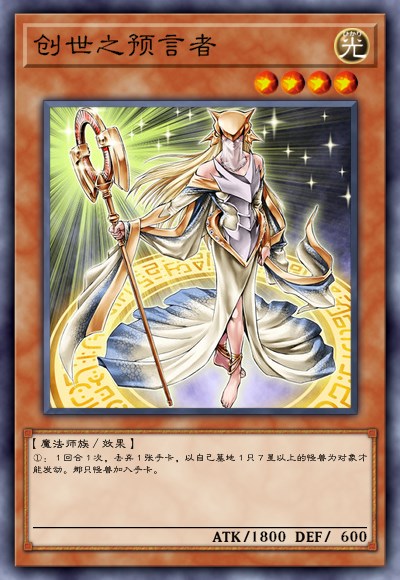 创世之预言者
光
【魔法师族／效果】
①：1回合1次，丢弃1张手卡，以自己墓地1只7星以上的怪兽为对象才
能发动。那只怪兽加入手卡。
ATK/1800 DEF/ 600